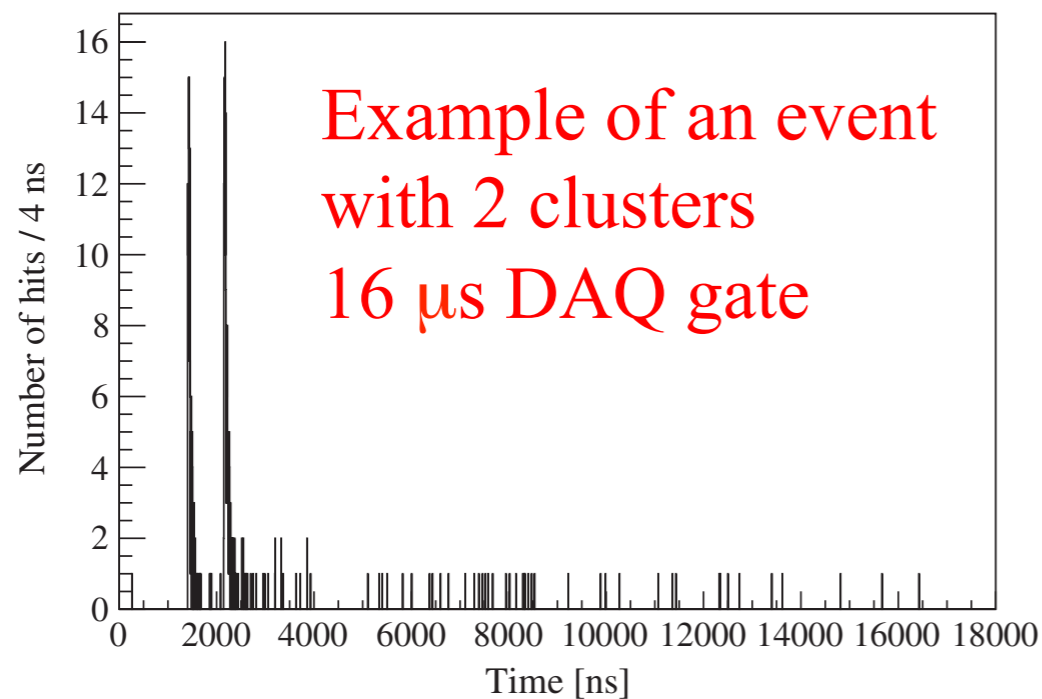 16
14
12
10
8
6
4
2
0
Number of hits / 4 ns
Example of an event
with 2 clusters
16 μs DAQ gate
0 2000 4000 6000 8000 10000 12000 14000 16000 18000
Time [ns]